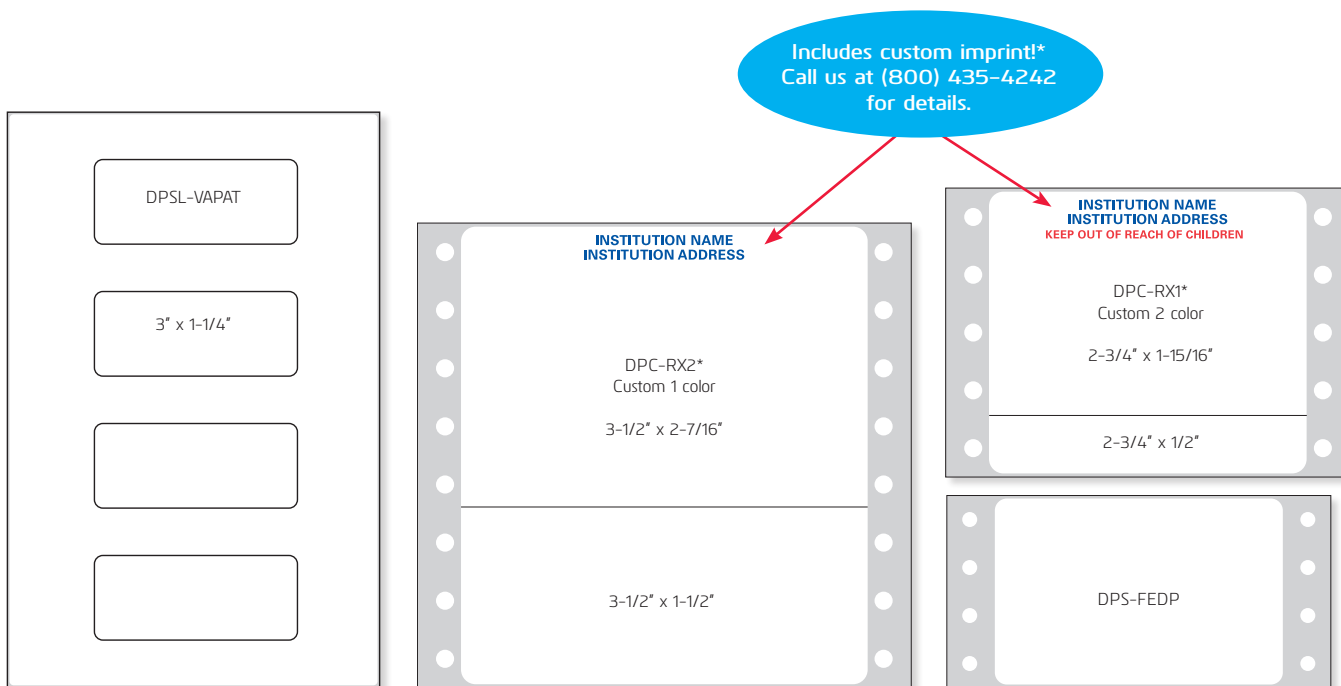 Includes custom imprint!*
Call us at (800) 435-4242
for details.
DPSL-VAPAT
3" x 1-1/4"
INSTITUTION NAME
INSTITUTION ADDRESS
DPC-RX2*
Custom 1 color
3-1/2" x 2-7/16"
3-1/2" x 1-1/2"
INSTITUTION NAME
INSTITUTION ADDRESS
KEEP OUT OF REACH OF CHILDREN
DPC-RX1*
Custom 2 color
2-3/4" x 1-15/16"
2-3/4" x 1/2"
DPS-FEDP